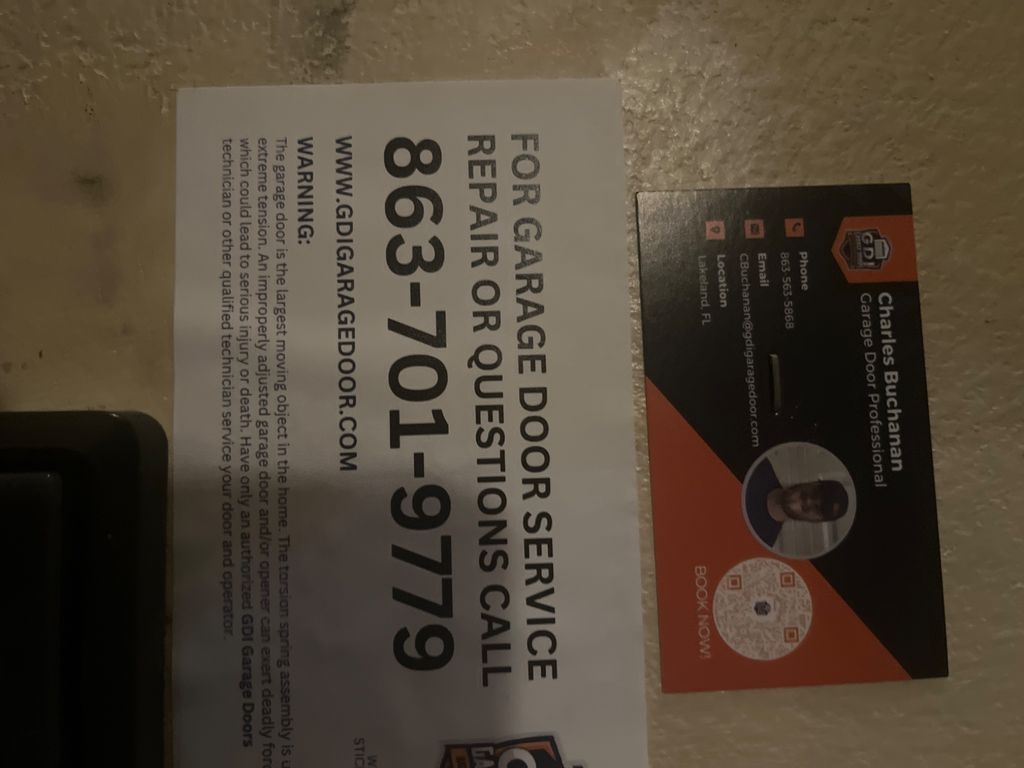 Charles Buchanan
Garage Door Professional
GDI
Phone
863-563-5868
Email
CBuchanan@gdigaragedoor.com
Location
Lakeland, FL
BOOK NOW!
FOR GARAGE DOOR SERVICE
REPAIR OR QUESTIONS CALL
863-701-9779
WWW.GDIGARAGEDOOR.COM
WARNING:
The garage door is the largest moving object in the home. The torsion spring assembly is
extreme tension. An improperly adjusted garage door and/or opener can exert deadly
which could lead to serious injury or death. Have only an authorized GDI Garage Doors
technician or other qualified technician service your door and operator.